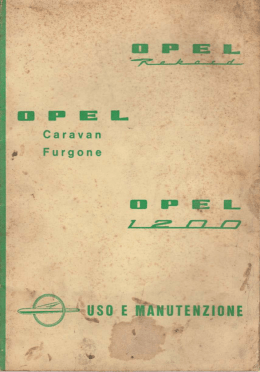 OPEL
Rekord
OPEL
Caravan
Furgone
OPEL
1200
USO E MANUTENZIONE